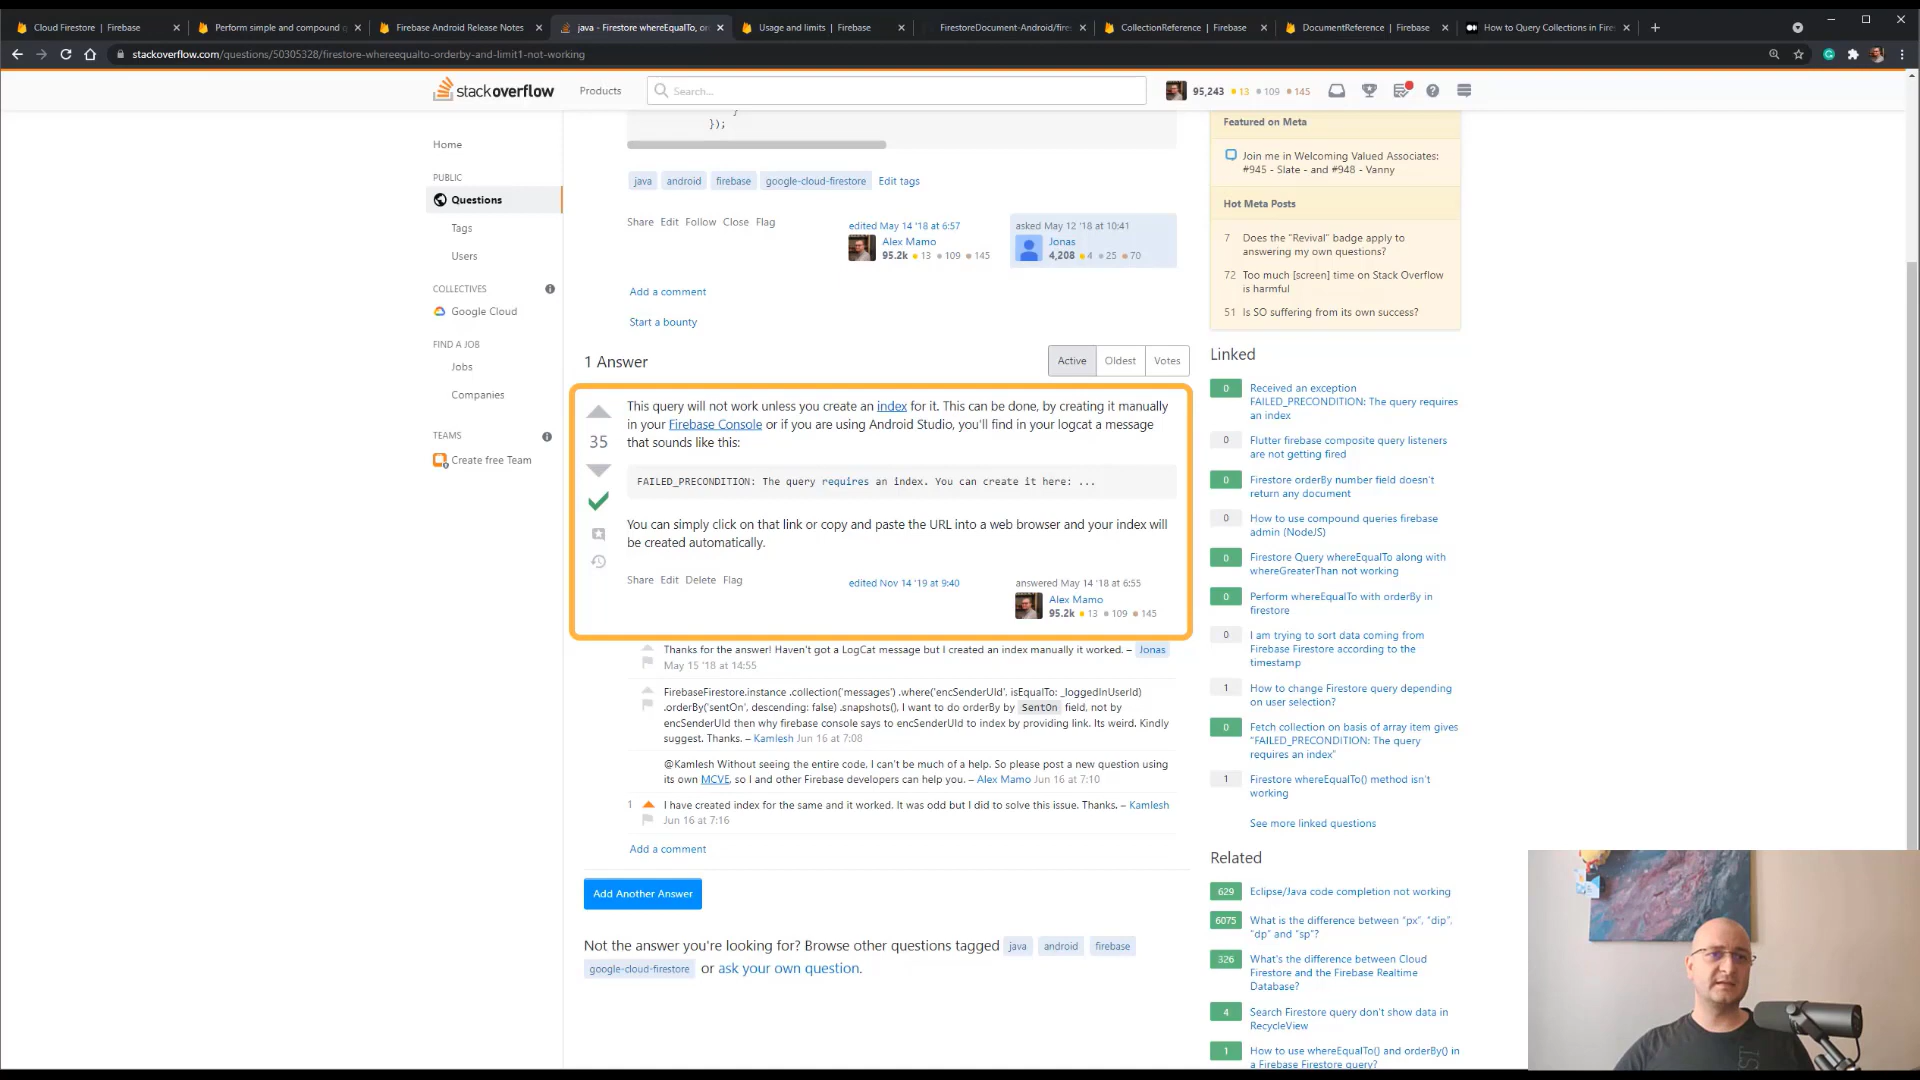 Cloud Firestore | Firebase
Perform simple and compound q
Firebase Android Release Notes
java - Firestore whereEqualTo, or
Usage and limits | Firebase
FirestoreDocument-Android/fires
CollectionReference | Firebase
DocumentReference | Firebase
How to Query Collections in Fires
stackoverflow.com/questions/50305328/firestore-whereequalto-orderby-and-limit1-not-working
stackoverflow
Products
Search...
95,243 13 109 145
Home
PUBLIC
Questions
Tags
Users
COLLECTIVES
Google Cloud
FIND A JOB
Jobs
Companies
TEAMS
Create free Team
}
});
java android firebase google-cloud-firestore Edit tags
Share Edit Follow Close Flag
edited May 14 '18 at 6:57
Alex Mamo
95.2k 13 109 145
asked May 12 '18 at 10:41
Jonas
4,208 4 25 70
Add a comment
Start a bounty
1 Answer
Active Oldest Votes
35
This query will not work unless you create an index for it. This can be done, by creating it manually
in your Firebase Console or if you are using Android Studio, you'll find in your logcat a message
that sounds like this:
FAILED_PRECONDITION: The query requires an index. You can create it here: ...
You can simply click on that link or copy and paste the URL into a web browser and your index will
be created automatically.
Share Edit Delete Flag
edited Nov 14 '19 at 9:40
answered May 14 '18 at 6:55
Alex Mamo
95.2k 13 109 145
Thanks for the answer! Haven't got a LogCat message but I created an index manually it worked. – Jonas
May 15 '18 at 14:55
FirebaseFirestore.instance .collection('messages') .where('encSenderUId', isEqualTo: _loggedInUserId)
.orderBy('sentOn', descending: false) .snapshots(), I want to do orderBy by SentOn field, not by
encSenderUId then why firebase console says to encSenderUId to index by providing link. Its weird. Kindly
suggest. Thanks. – Kamlesh Jun 16 at 7:08
@Kamlesh Without seeing the entire code, I can't be much of a help. So please post a new question using
its own MCVE, so I and other Firebase developers can help you. – Alex Mamo Jun 16 at 7:10
1 I have created index for the same and it worked. It was odd but I did to solve this issue. Thanks. – Kamlesh
Jun 16 at 7:16
Add a comment
Add Another Answer
Not the answer you're looking for? Browse other questions tagged java android firebase
google-cloud-firestore or ask your own question.
Featured on Meta
Join me in Welcoming Valued Associates:
#945 - Slate - and #948 - Vanny
Hot Meta Posts
7 Does the "Revival" badge apply to
answering my own questions?
72 Too much [screen] time on Stack Overflow
is harmful
51 Is SO suffering from its own success?
Linked
0 Received an exception
FAILED_PRECONDITION: The query requires
an index
0 Flutter firebase composite query listeners
are not getting fired
0 Firestore orderBy number field doesn't
return any document
0 How to use compound queries firebase
admin (NodeJS)
0 Firestore Query whereEqualTo along with
whereGreaterThan not working
0 Perform whereEqualTo with orderBy in
firestore
0 I am trying to sort data coming from
Firebase Firestore according to the
timestamp
1 How to change Firestore query depending
on user selection?
0 Fetch collection on basis of array item gives
"FAILED_PRECONDITION: The query
requires an index"
1 Firestore whereEqualTo() method isn't
working
See more linked questions
Related
629 Eclipse/Java code completion not working
6075 What is the difference between "px", "dip",
"dp" and "sp"?
326 What's the difference between Cloud
Firestore and the Firebase Realtime
Database?
4 Search Firestore query don't show data in
RecycleView
1 How to use whereEqualTo() and orderBy() in
a Firebase Firestore query?